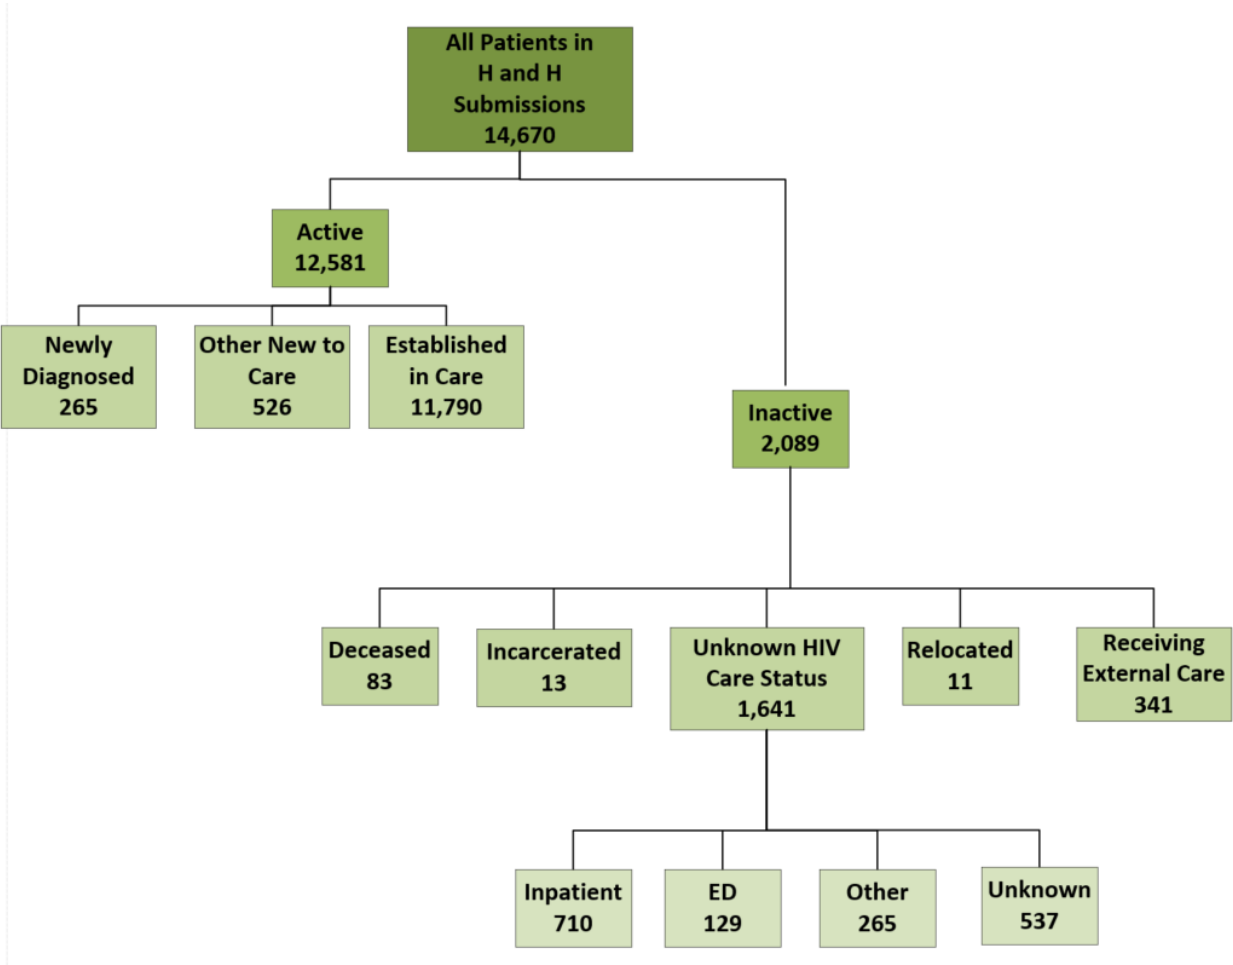 All Patients in
H and H
Submissions
14,670
Active
12,581
Newly
Diagnosed
265
Other New to
Care
526
Established
in Care
11,790
Inactive
2,089
Deceased
83
Incarcerated
13
Unknown HIV
Care Status
1,641
Relocated
11
Receiving
External Care
341
Inpatient
710
ED
129
Other
265
Unknown
537